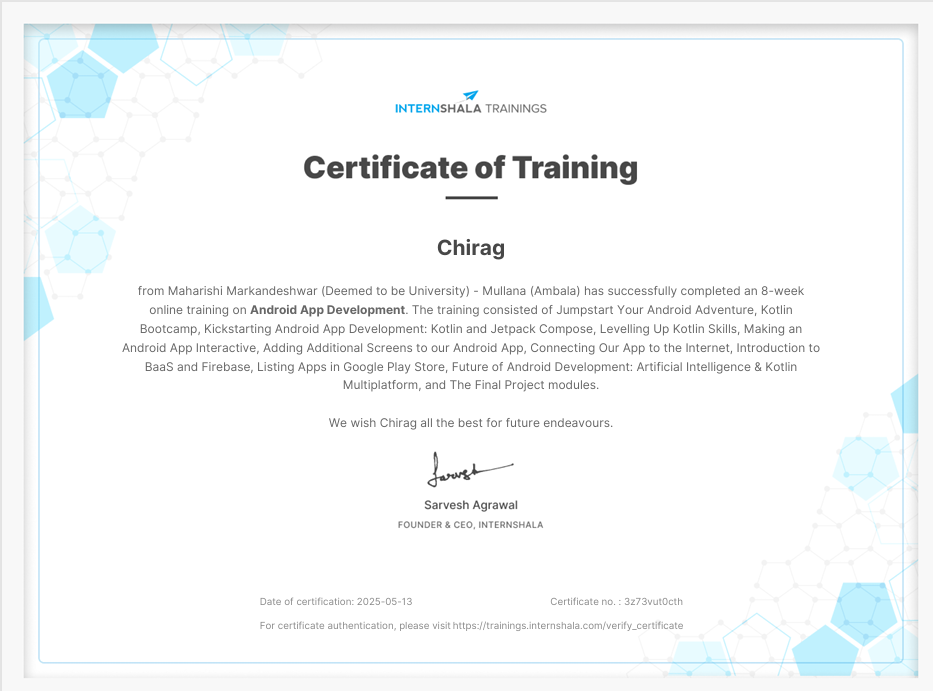 INTERNSHALA TRAININGS
Certificate of Training
Chirag
from Maharishi Markandeshwar (Deemed to be University) - Mullana (Ambala) has successfully completed an 8-week
online training on Android App Development. The training consisted of Jumpstart Your Android Adventure, Kotlin
Bootcamp, Kickstarting Android App Development: Kotlin and Jetpack Compose, Levelling Up Kotlin Skills, Making an
Android App Interactive, Adding Additional Screens to our Android App, Connecting Our App to the Internet, Introduction to
BaaS and Firebase, Listing Apps in Google Play Store, Future of Android Development: Artificial Intelligence & Kotlin
Multiplatform, and The Final Project modules.
We wish Chirag all the best for future endeavours.
Sarvesh
Sarvesh Agrawal
FOUNDER & CEO, INTERNSHALA
Date of certification: 2025-05-13 Certificate no. : 3z73vut0cth
For certificate authentication, please visit https://trainings.internshala.com/verify_certificate